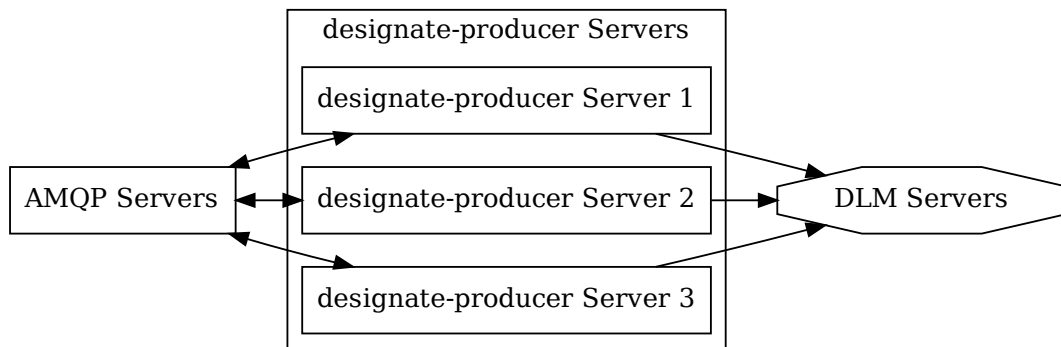 designate-producer Servers
designate-producer Server 1
AMQP Servers
designate-producer Server 2
DLM Servers
designate-producer Server 3